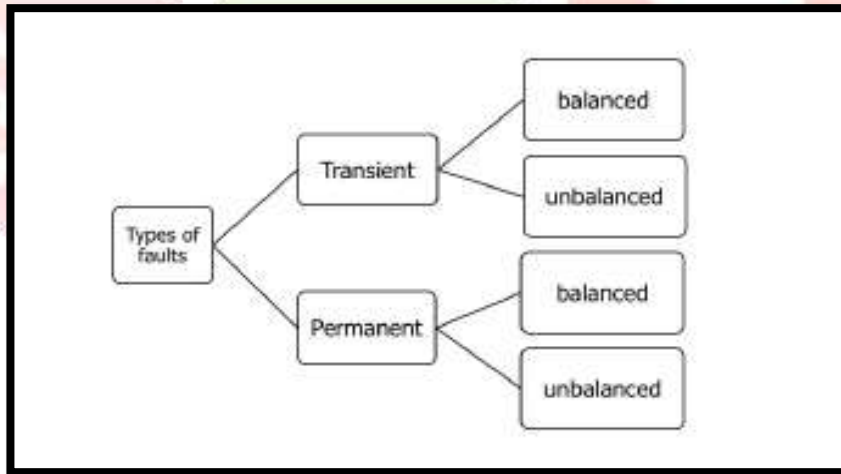 balanced
Transient
unbalanced
Types of
faults
balanced
Permanent
unbalanced